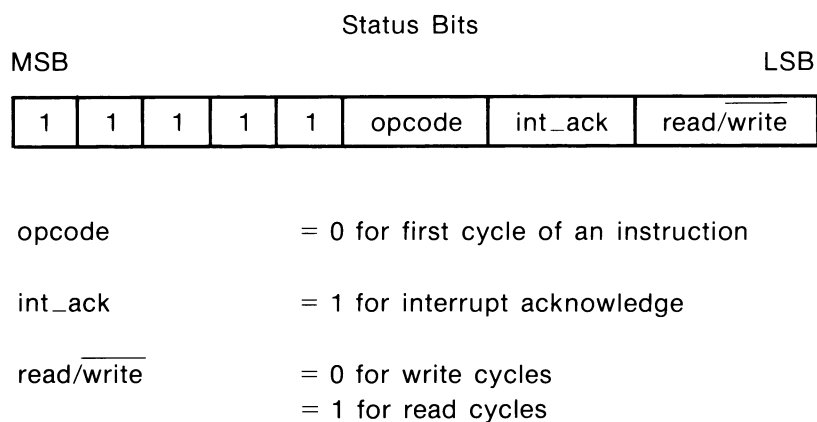 Status Bits
MSB LSB
1 1 1 1 1 opcode int_ack read/write
opcode = 0 for first cycle of an instruction
int_ack = 1 for interrupt acknowledge
read/write = 0 for write cycles
= 1 for read cycles